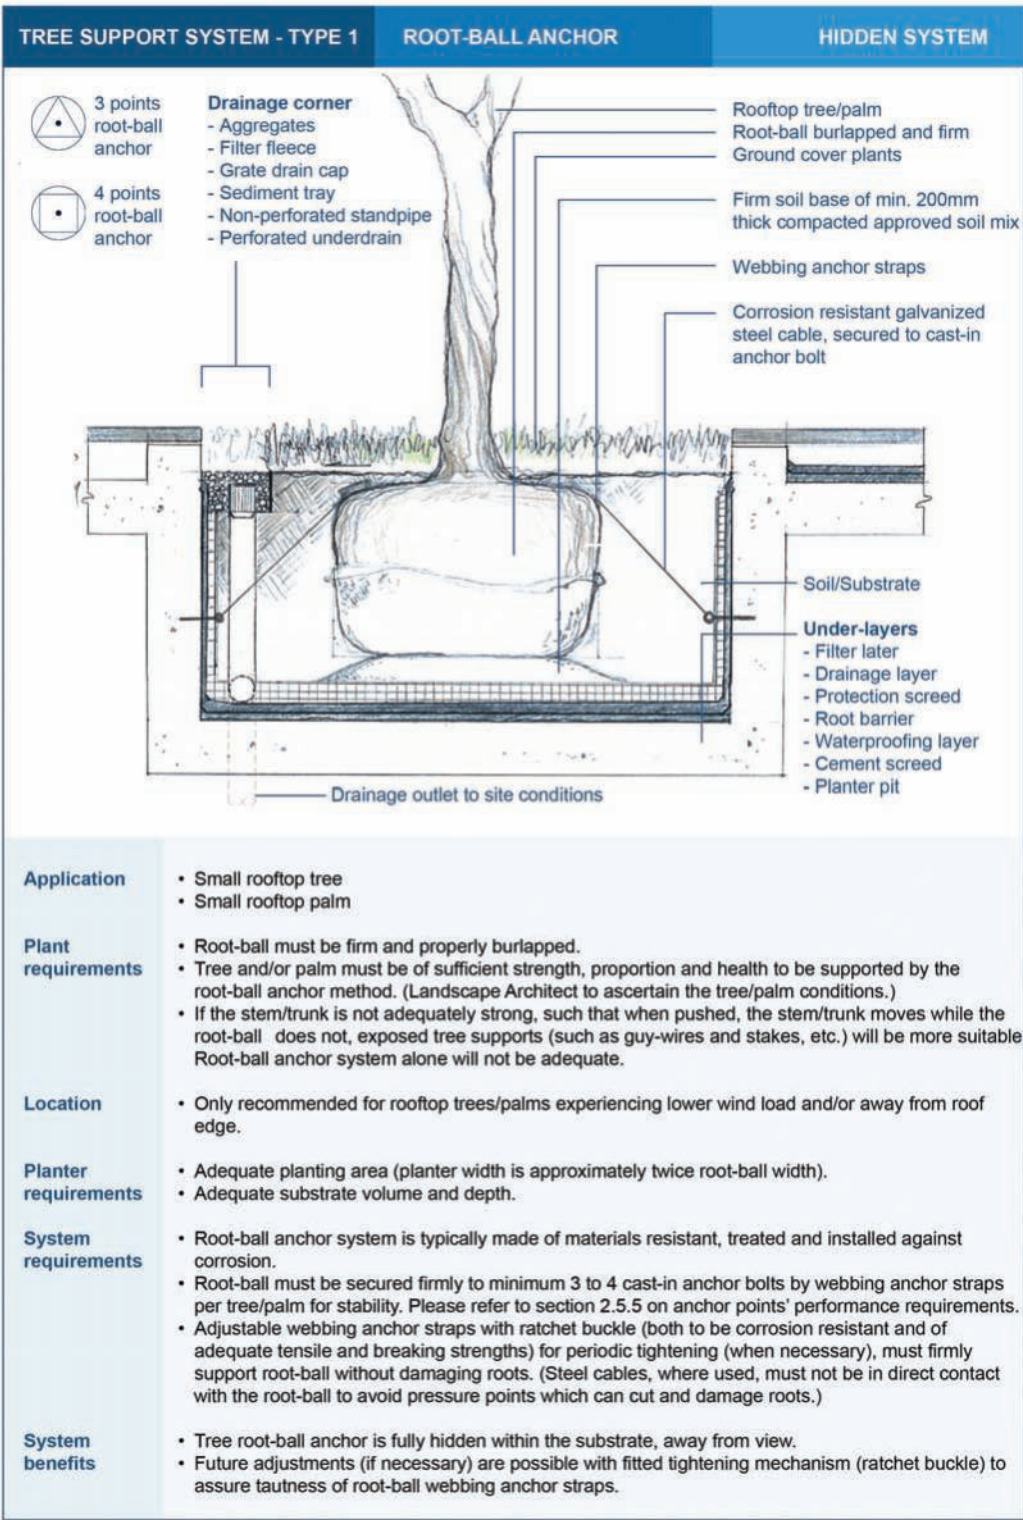 TREE SUPPORT SYSTEM - TYPE 1
ROOT-BALL ANCHOR
HIDDEN SYSTEM
3 points
root-ball
anchor
4 points
root-ball
anchor
Drainage corner
- Aggregates
- Filter fleece
- Grate drain cap
- Sediment tray
- Non-perforated standpipe
- Perforated underdrain
Rooftop tree/palm
Root-ball burlapped and firm
Ground cover plants
Firm soil base of min. 200mm
thick compacted approved soil mix
Webbing anchor straps
Corrosion resistant galvanized
steel cable, secured to cast-in
anchor bolt
Soil/Substrate
Under-layers
- Filter later
- Drainage layer
- Protection screed
- Root barrier
- Waterproofing layer
- Cement screed
- Planter pit
Drainage outlet to site conditions
Application
• Small rooftop tree
• Small rooftop palm
Plant
requirements
• Root-ball must be firm and properly burlapped.
• Tree and/or palm must be of sufficient strength, proportion and health to be supported by the
root-ball anchor method. (Landscape Architect to ascertain the tree/palm conditions.)
• If the stem/trunk is not adequately strong, such that when pushed, the stem/trunk moves while the
root-ball does not, exposed tree supports (such as guy-wires and stakes, etc.) will be more suitable
Root-ball anchor system alone will not be adequate.
Location
• Only recommended for rooftop trees/palms experiencing lower wind load and/or away from roof
edge.
Planter
requirements
• Adequate planting area (planter width is approximately twice root-ball width).
• Adequate substrate volume and depth.
System
requirements
• Root-ball anchor system is typically made of materials resistant, treated and installed against
corrosion.
• Root-ball must be secured firmly to minimum 3 to 4 cast-in anchor bolts by webbing anchor straps
per tree/palm for stability. Please refer to section 2.5.5 on anchor points' performance requirements.
• Adjustable webbing anchor straps with ratchet buckle (both to be corrosion resistant and of
adequate tensile and breaking strengths) for periodic tightening (when necessary), must firmly
support root-ball without damaging roots. (Steel cables, where used, must not be in direct contact
with the root-ball to avoid pressure points which can cut and damage roots.)
System
benefits
• Tree root-ball anchor is fully hidden within the substrate, away from view.
• Future adjustments (if necessary) are possible with fitted tightening mechanism (ratchet buckle) to
assure tautness of root-ball webbing anchor straps.